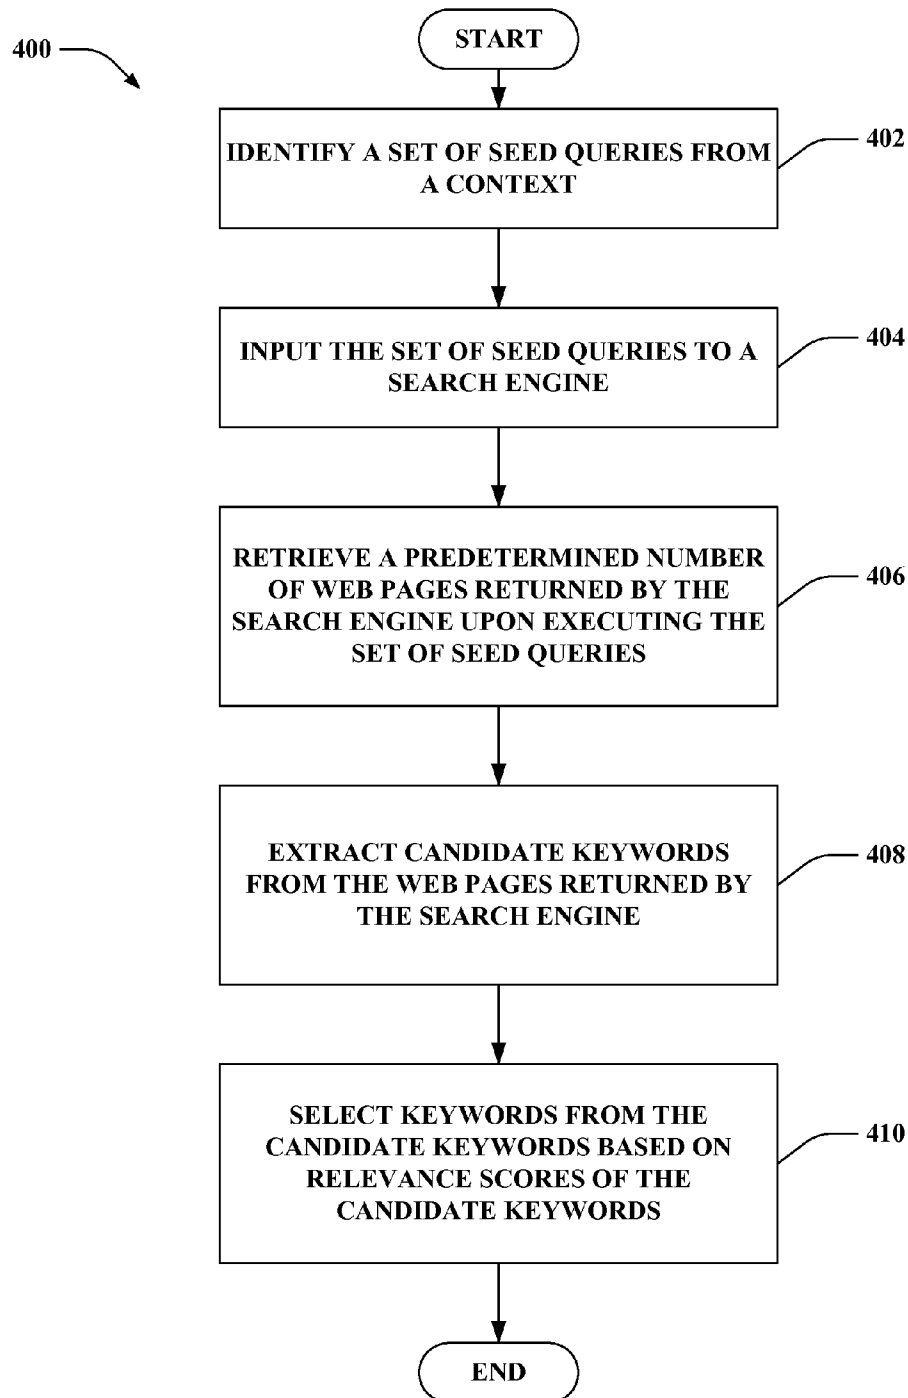 START
400
IDENTIFY A SET OF SEED QUERIES FROM
A CONTEXT
402
INPUT THE SET OF SEED QUERIES TO A
SEARCH ENGINE
404
RETRIEVE A PREDETERMINED NUMBER
OF WEB PAGES RETURNED BY THE
SEARCH ENGINE UPON EXECUTING THE
SET OF SEED QUERIES
406
EXTRACT CANDIDATE KEYWORDS
FROM THE WEB PAGES RETURNED BY
THE SEARCH ENGINE
408
SELECT KEYWORDS FROM THE
CANDIDATE KEYWORDS BASED ON
RELEVANCE SCORES OF THE
CANDIDATE KEYWORDS
410
END